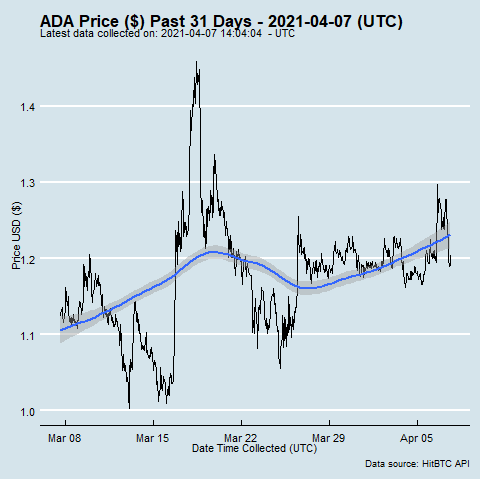 ADA Price ($) Past 31 Days - 2021-04-07 (UTC)
Latest data collected on: 2021-04-07 14:04:04  - UTC
1.4
1.3
1.2
1.1
1.0
Price USD ($)
Mar 08
Mar 15
Mar 22
Mar 29
Apr 05
Date Time Collected (UTC)
Data source: HitBTC API